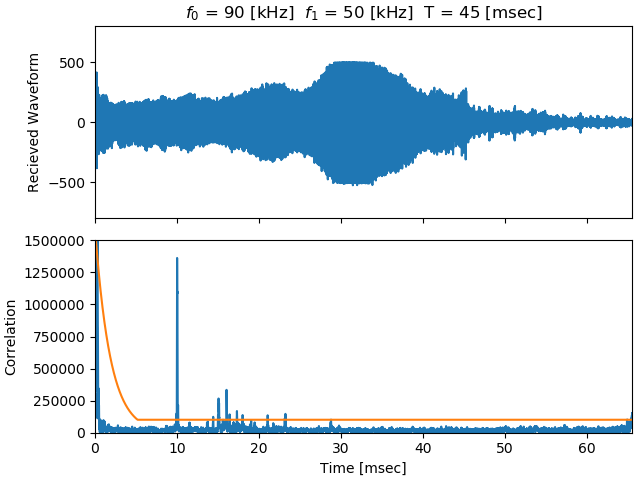 f₀ = 90 [kHz] f₁ = 50 [kHz] T = 45 [msec]
Recieved Waveform
500
0
−500
Correlation
1500000
1250000
1000000
750000
500000
250000
0
0 10 20 30 40 50 60
Time [msec]